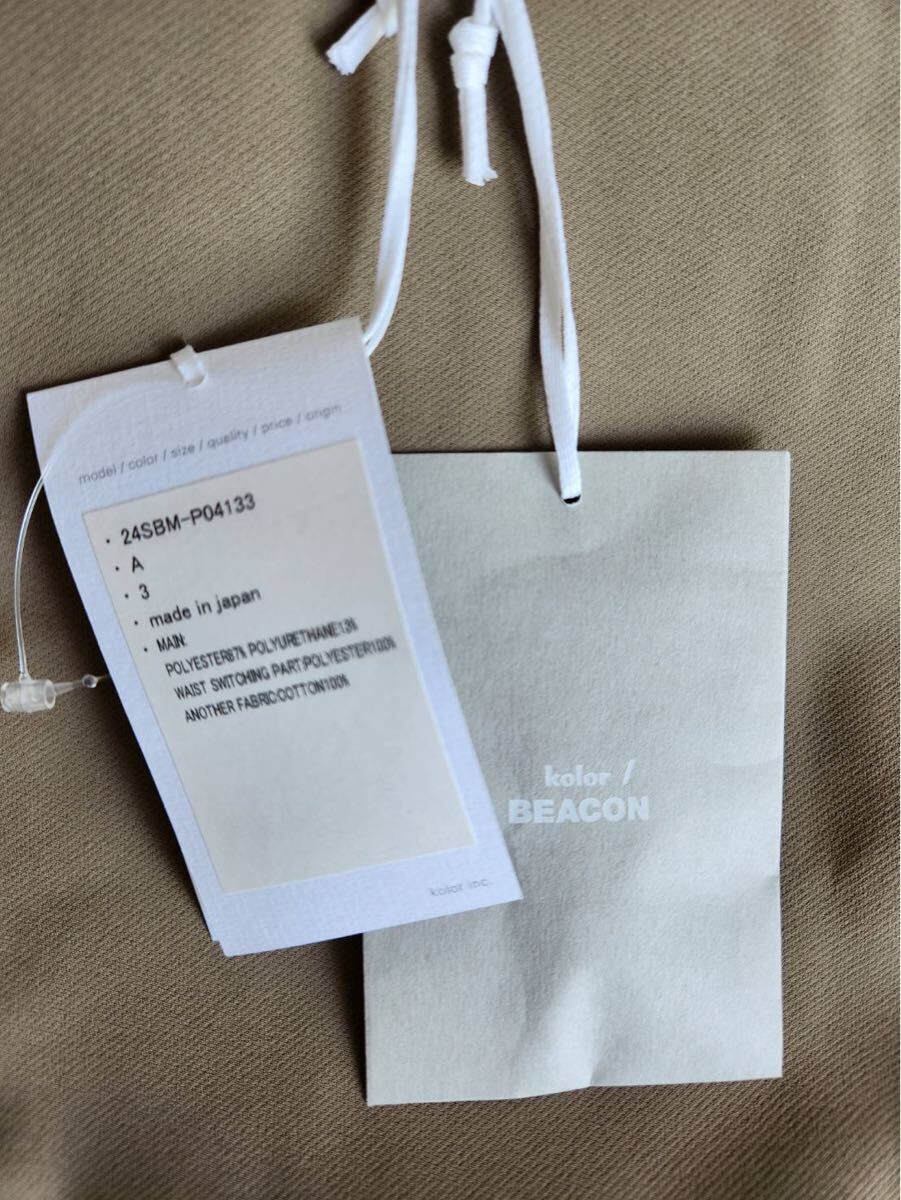 model / color / size / quality / price / origin
・24SBM-P04133
・A
・3
・made in japan
・MAIN:
POLYESTER87% POLYURETHANE13%
WAIST SWITCHING PART:POLYESTER100%
ANOTHER FABRIC:COTTON100%
kolor inc.
kolor /
BEACON